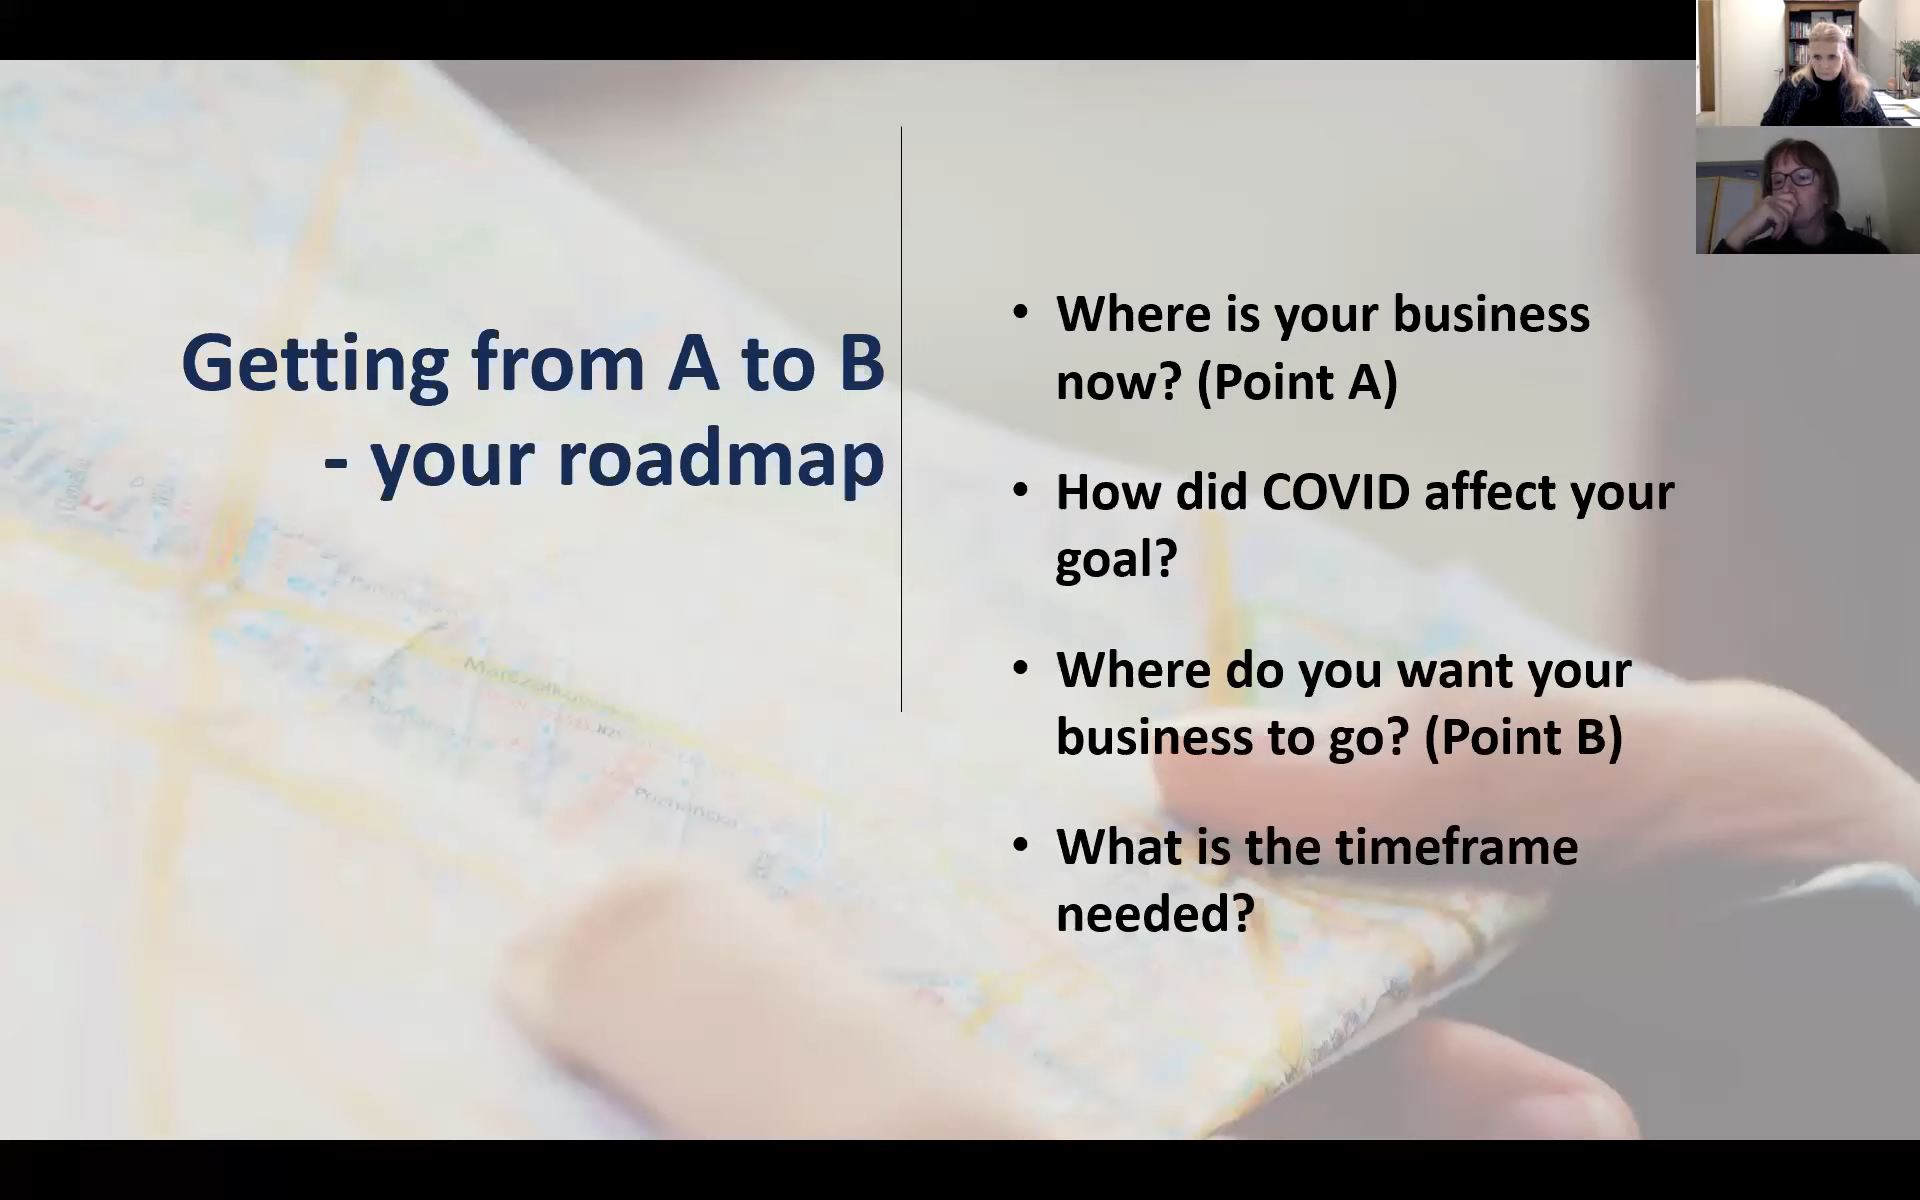 Getting from A to B
- your roadmap
• Where is your business
now? (Point A)
• How did COVID affect your
goal?
• Where do you want your
business to go? (Point B)
• What is the timeframe
needed?